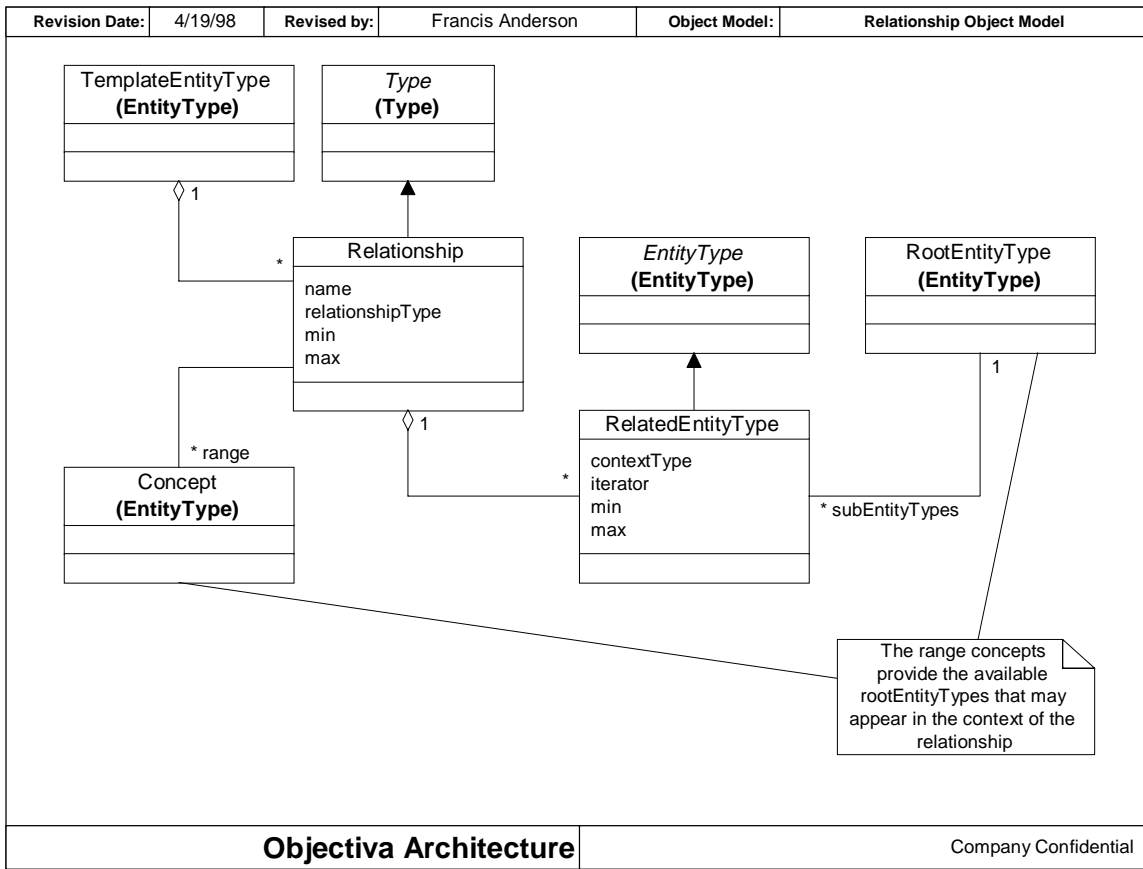 Revision Date: 4/19/98 Revised by: Francis Anderson Object Model: Relationship Object Model
TemplateEntityType
(EntityType)
Type
(Type)
1
*
Relationship
name
relationshipType
min
max
EntityType
(EntityType)
RootEntityType
(EntityType)
1
1
* range
Concept
(EntityType)
RelatedEntityType
contextType
iterator
min
max
*
* subEntityTypes
The range concepts
provide the available
rootEntityTypes that may
appear in the context of the
relationship
Objectiva Architecture
Company Confidential